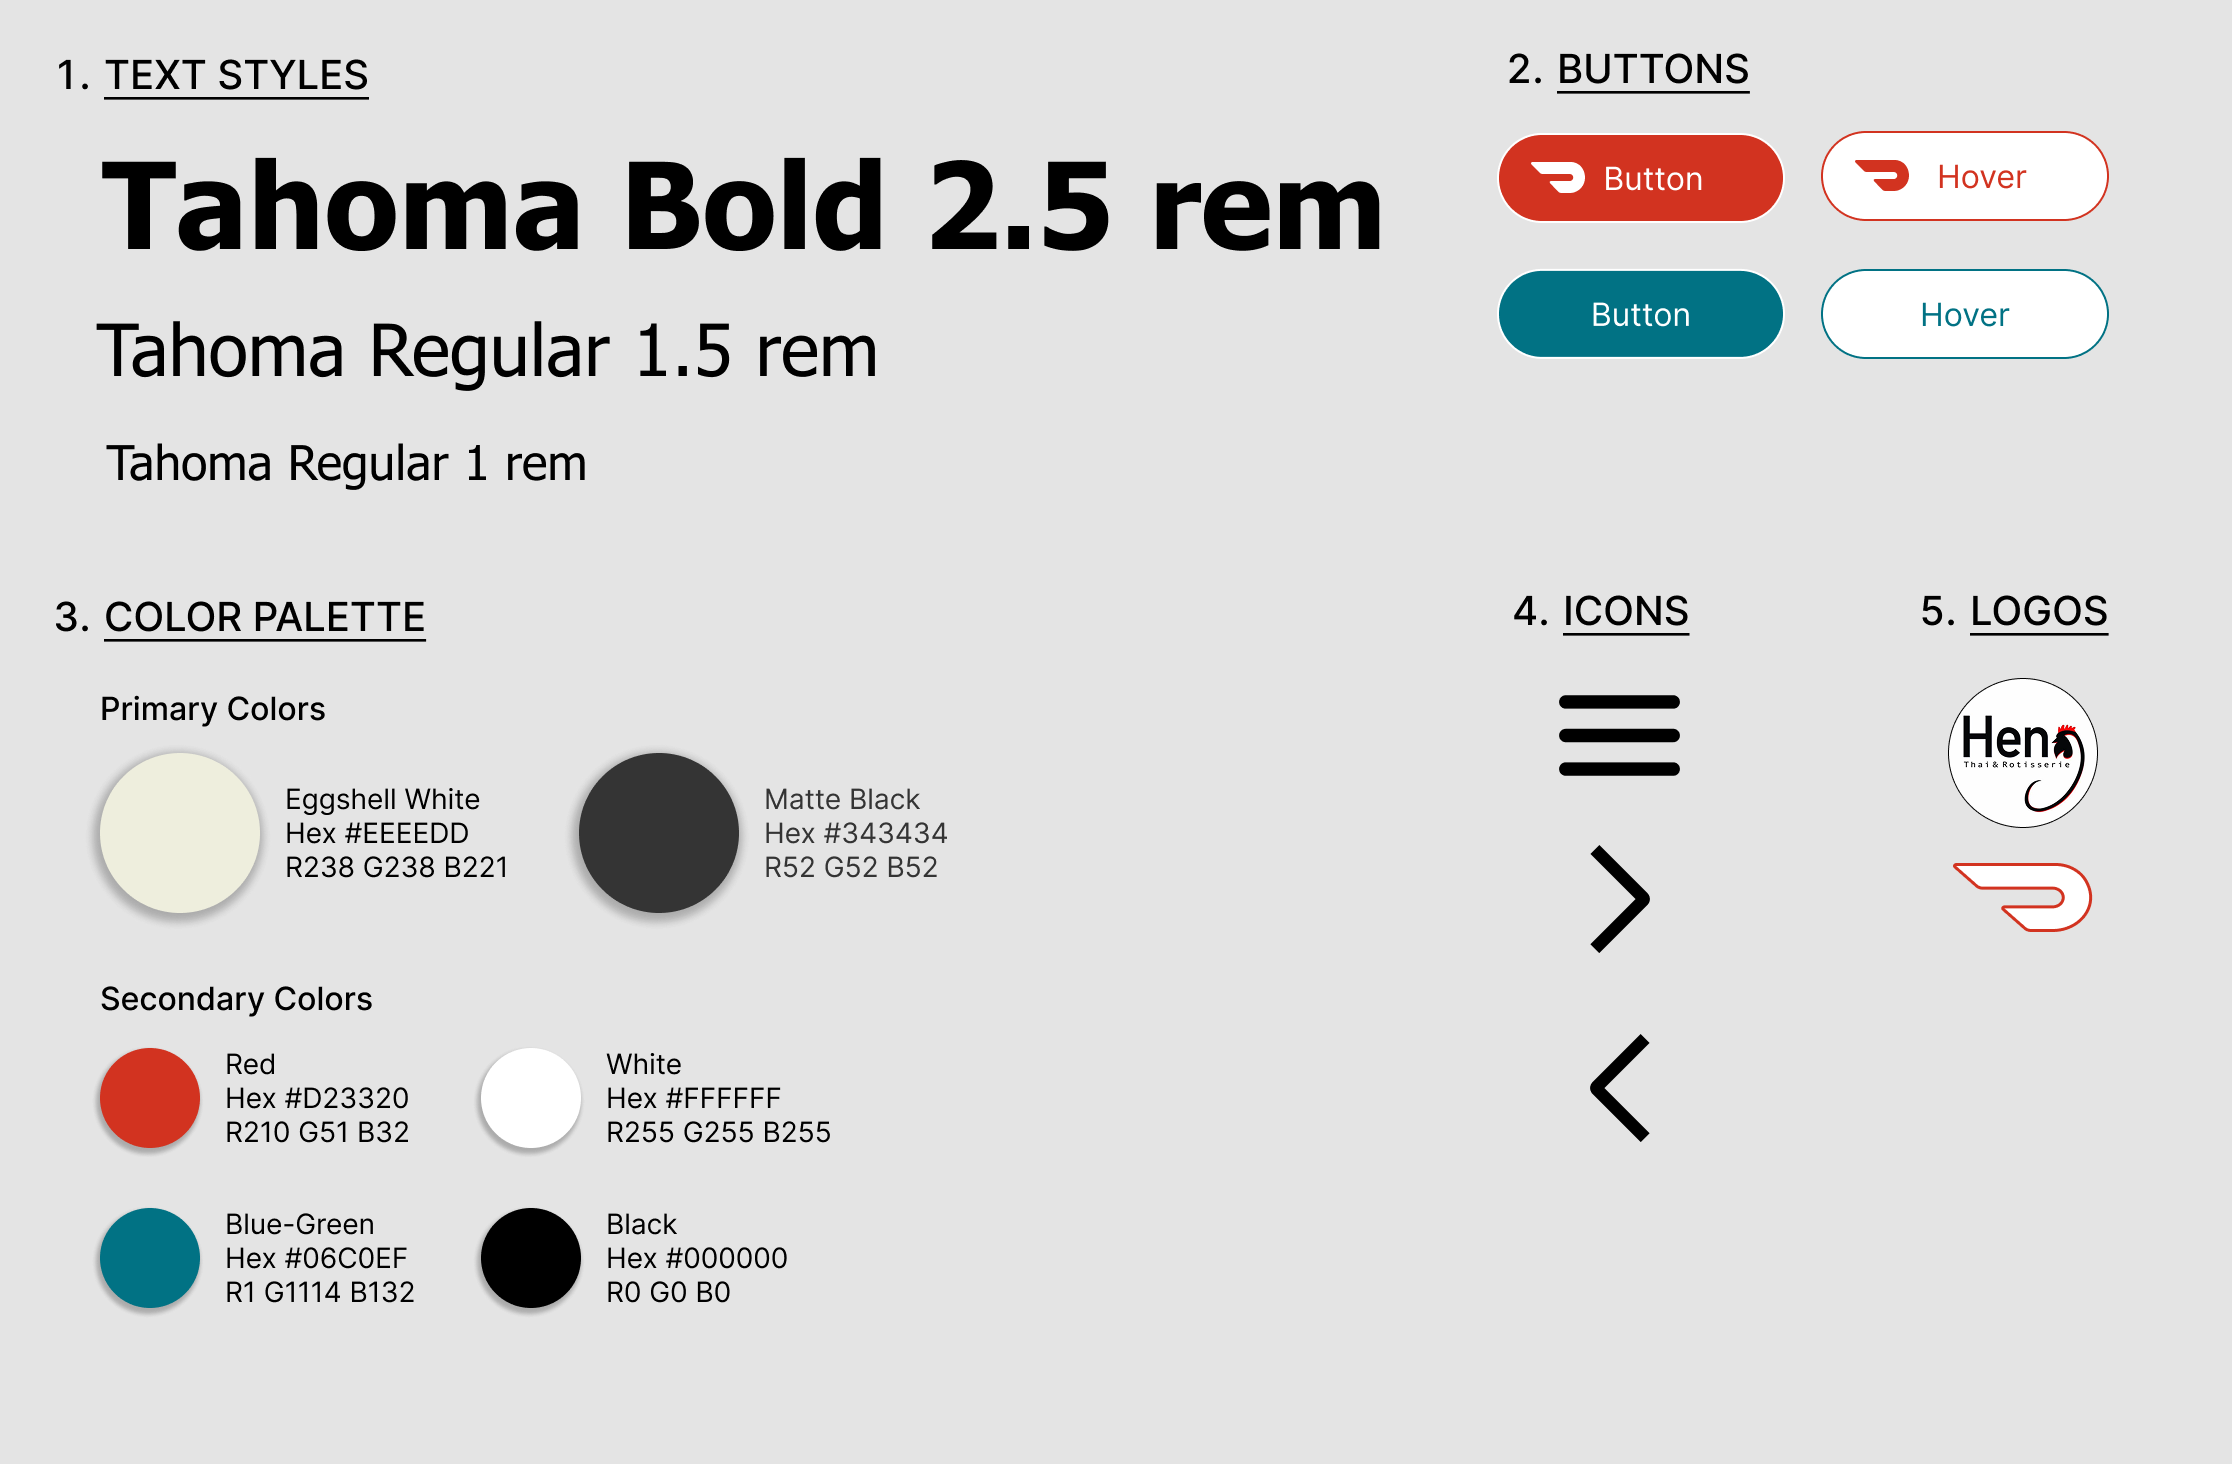 1. TEXT STYLES
Tahoma Bold 2.5 rem
Tahoma Regular 1.5 rem
Tahoma Regular 1 rem
2. BUTTONS
Button
Hover
Button
Hover
3. COLOR PALETTE
Primary Colors
Eggshell White
Hex #EEEEDD
R238 G238 B221
Matte Black
Hex #343434
R52 G52 B52
Secondary Colors
Red
Hex #D23320
R210 G51 B32
White
Hex #FFFFFF
R255 G255 B255
Blue-Green
Hex #06C0EF
R1 G1114 B132
Black
Hex #000000
R0 G0 B0
4. ICONS
5. LOGOS
Hen
Thai & Rotisserie